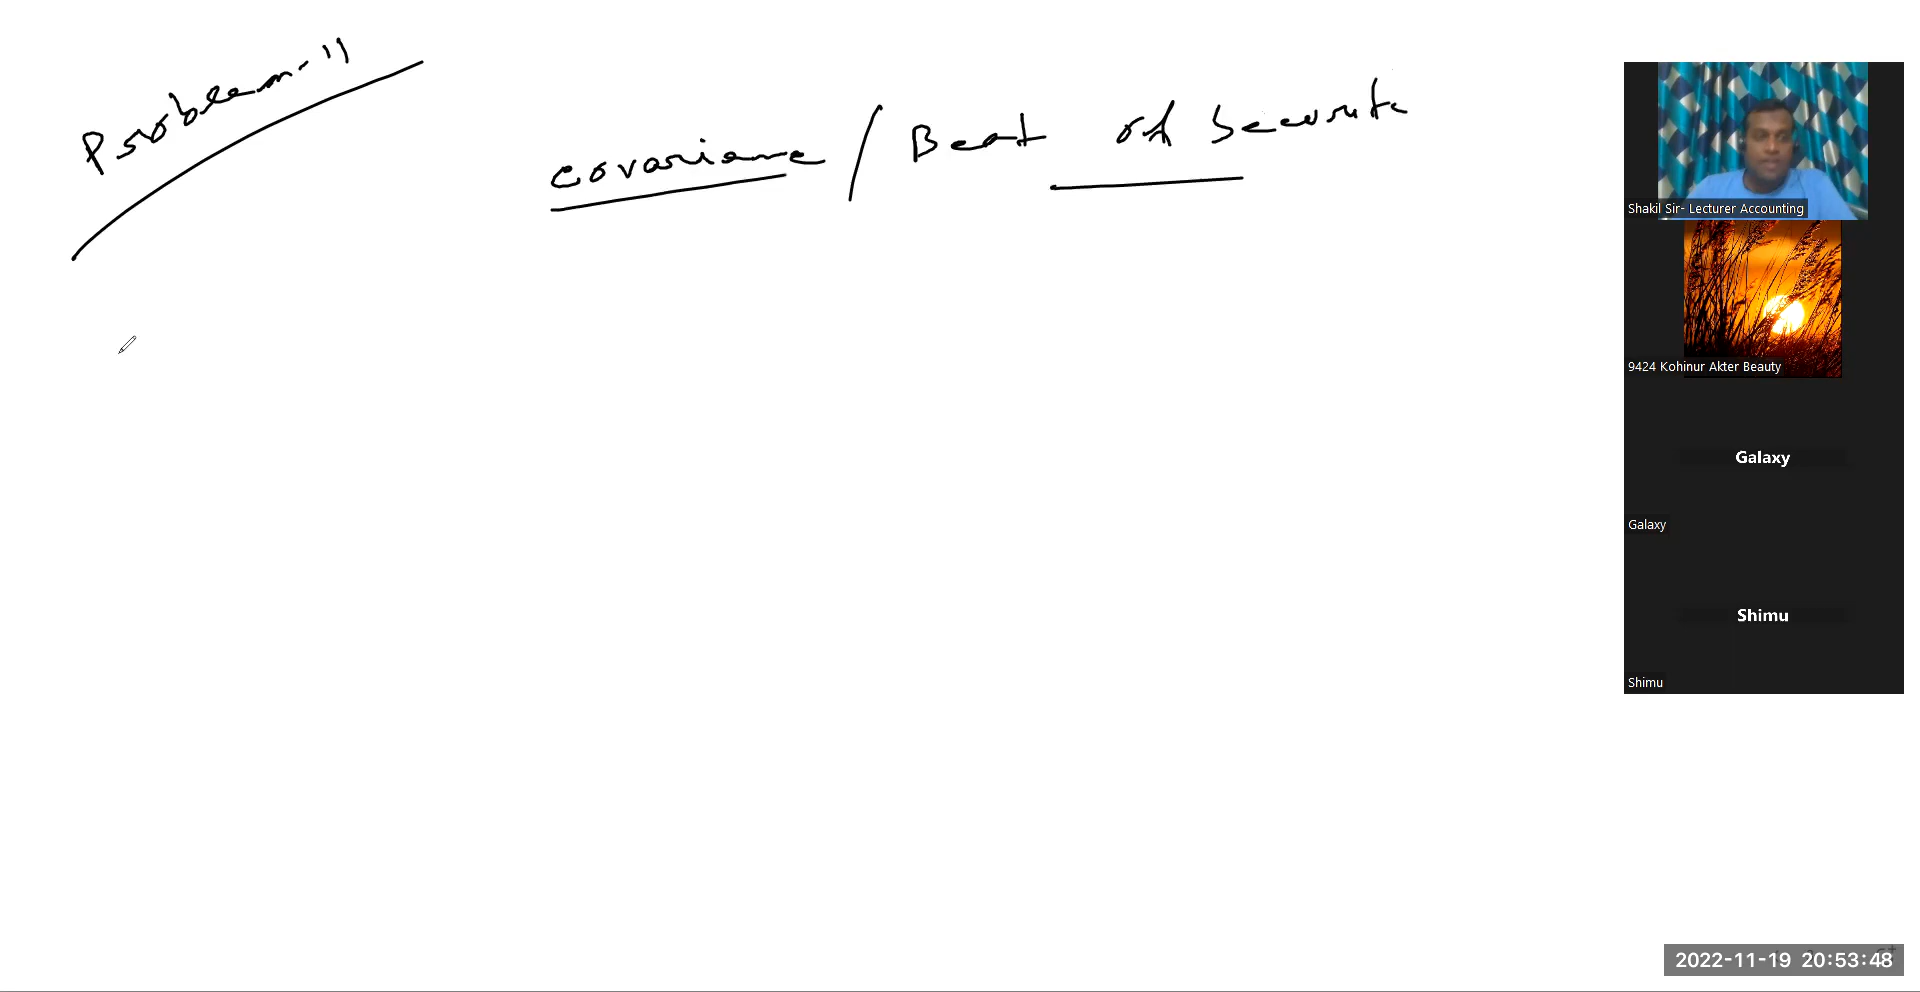 Problem-11
covariance / Beat of Security
Shakil Sir- Lecturer Accounting
9424 Kohinur Akter Beauty
Galaxy
Galaxy
Shimu
Shimu
2022-11-19 20:53:48